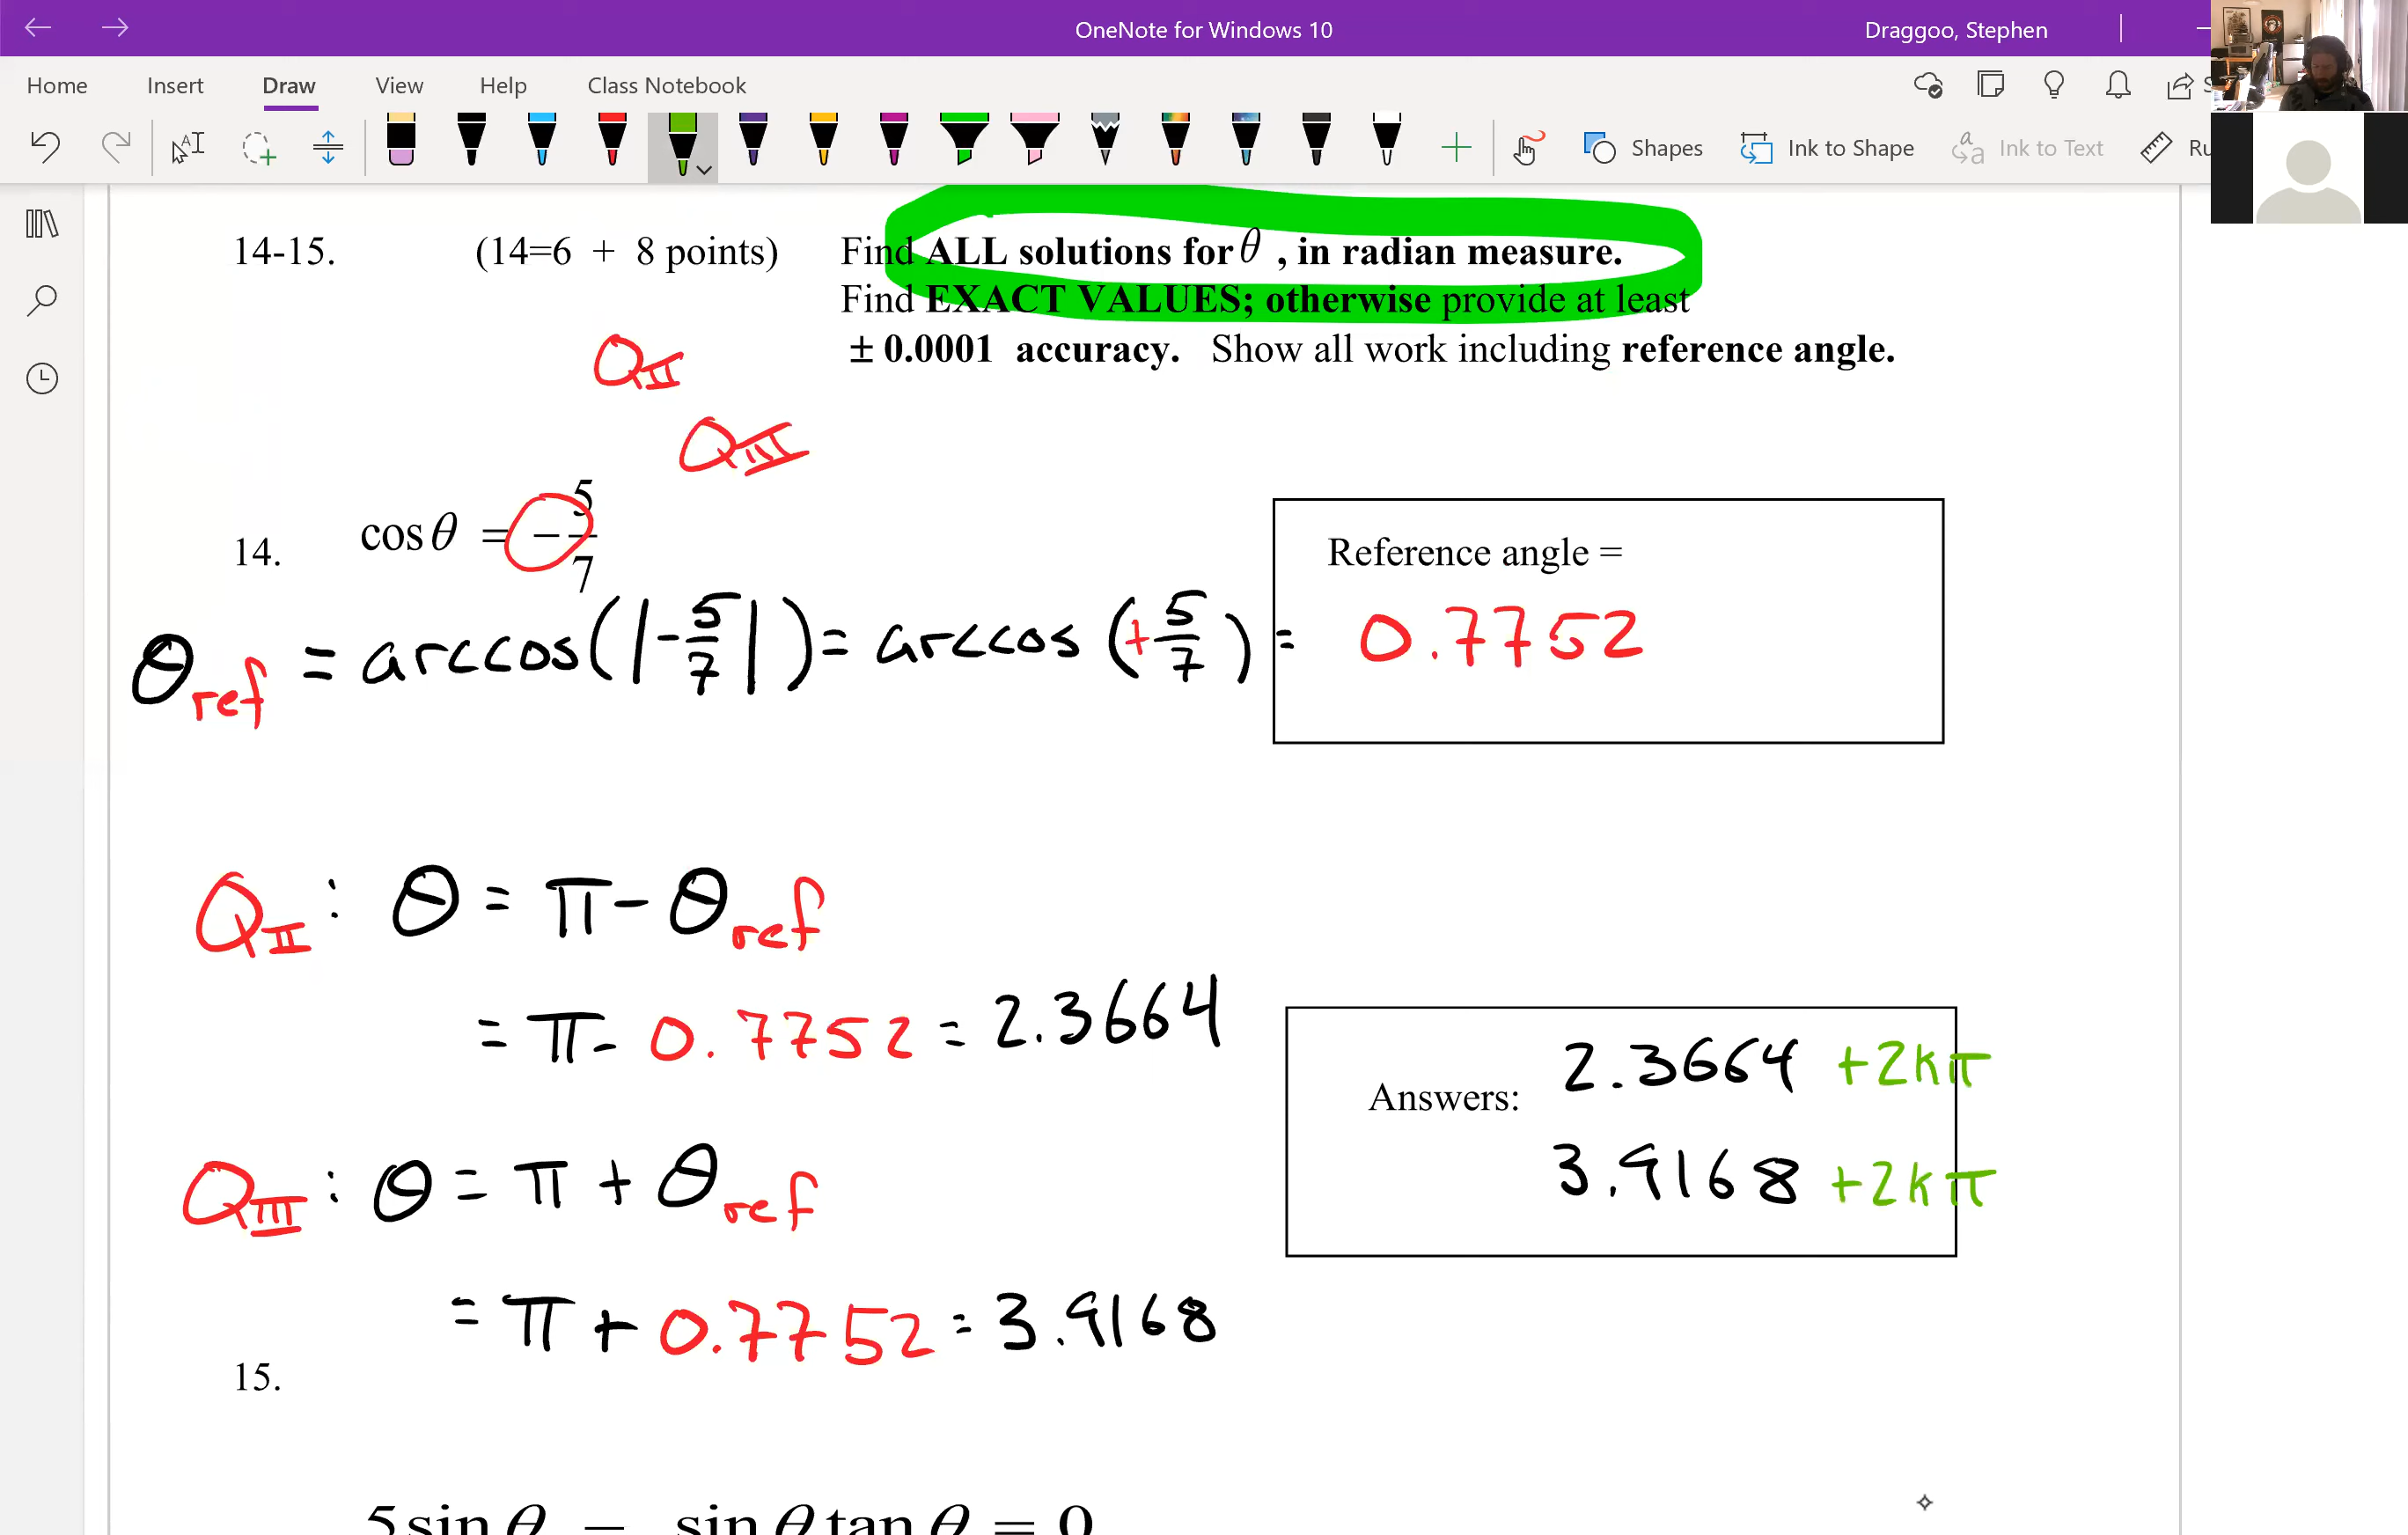 OneNote for Windows 10
Draggoo, Stephen
Home Insert Draw View Help Class Notebook
Shapes Ink to Shape Ink to Text Ru
14-15. (14=6 + 8 points) Find ALL solutions for θ , in radian measure.
Find EXACT VALUES; otherwise provide at least
± 0.0001 accuracy. Show all work including reference angle.
QII
QIII
14. cos θ = − 5/7
Reference angle =
θref = arccos(|-5/7|) = arccos (+5/7) = 0.7752
QII : θ = π - θref
= π - 0.7752 = 2.3664
Answers: 2.3664 +2kπ
3.9168 +2kπ
QIII : θ = π + θref
= π + 0.7752 = 3.9168
15.
5 sin θ − sin θ tan θ = 0